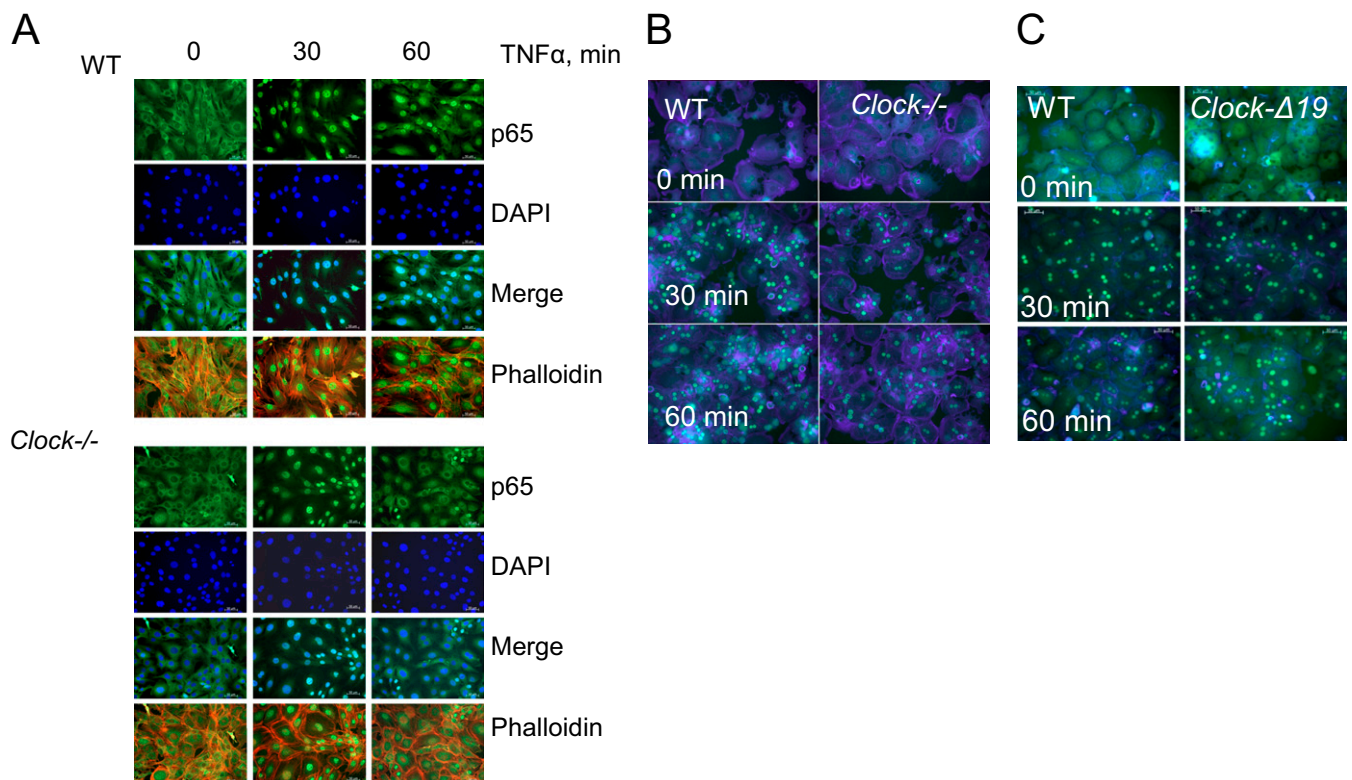 A
B
C
WT
0
30
60
TNFα, min
p65
DAPI
Merge
Phalloidin
Clock-/-
p65
DAPI
Merge
Phalloidin
WT
Clock-/-
0 min
30 min
60 min
WT
Clock-Δ19
0 min
30 min
60 min